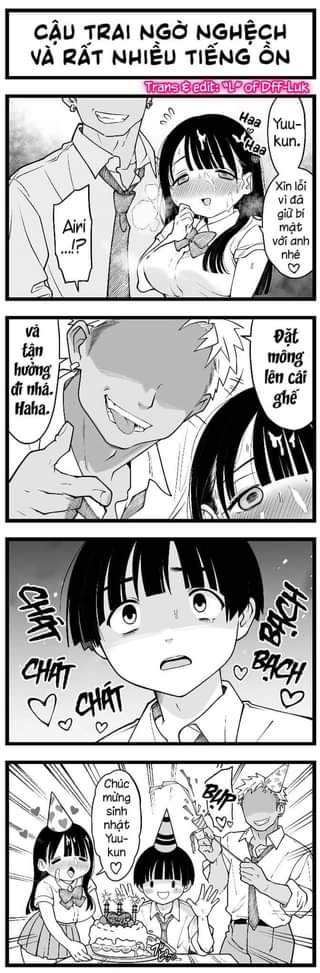 CẬU TRAI NGỜ NGHỆCH
VÀ RẤT NHIỀU TIẾNG ỒN
Trans & edit: "L" of DFF-Luk
Haa
Haa
Yuu-
kun.
Xin lỗi
vì đã
giữ bí
mật
với anh
nhé
Airi
....!?
Đặt
mông
lên cái
ghế
và
tận
hưởng
đi nhá.
Haha.
CHÁT
CHÁT
CHÁT
BẠCH
BẠCH
Chúc
mừng
sinh
nhật
Yuu-
kun
BỤP